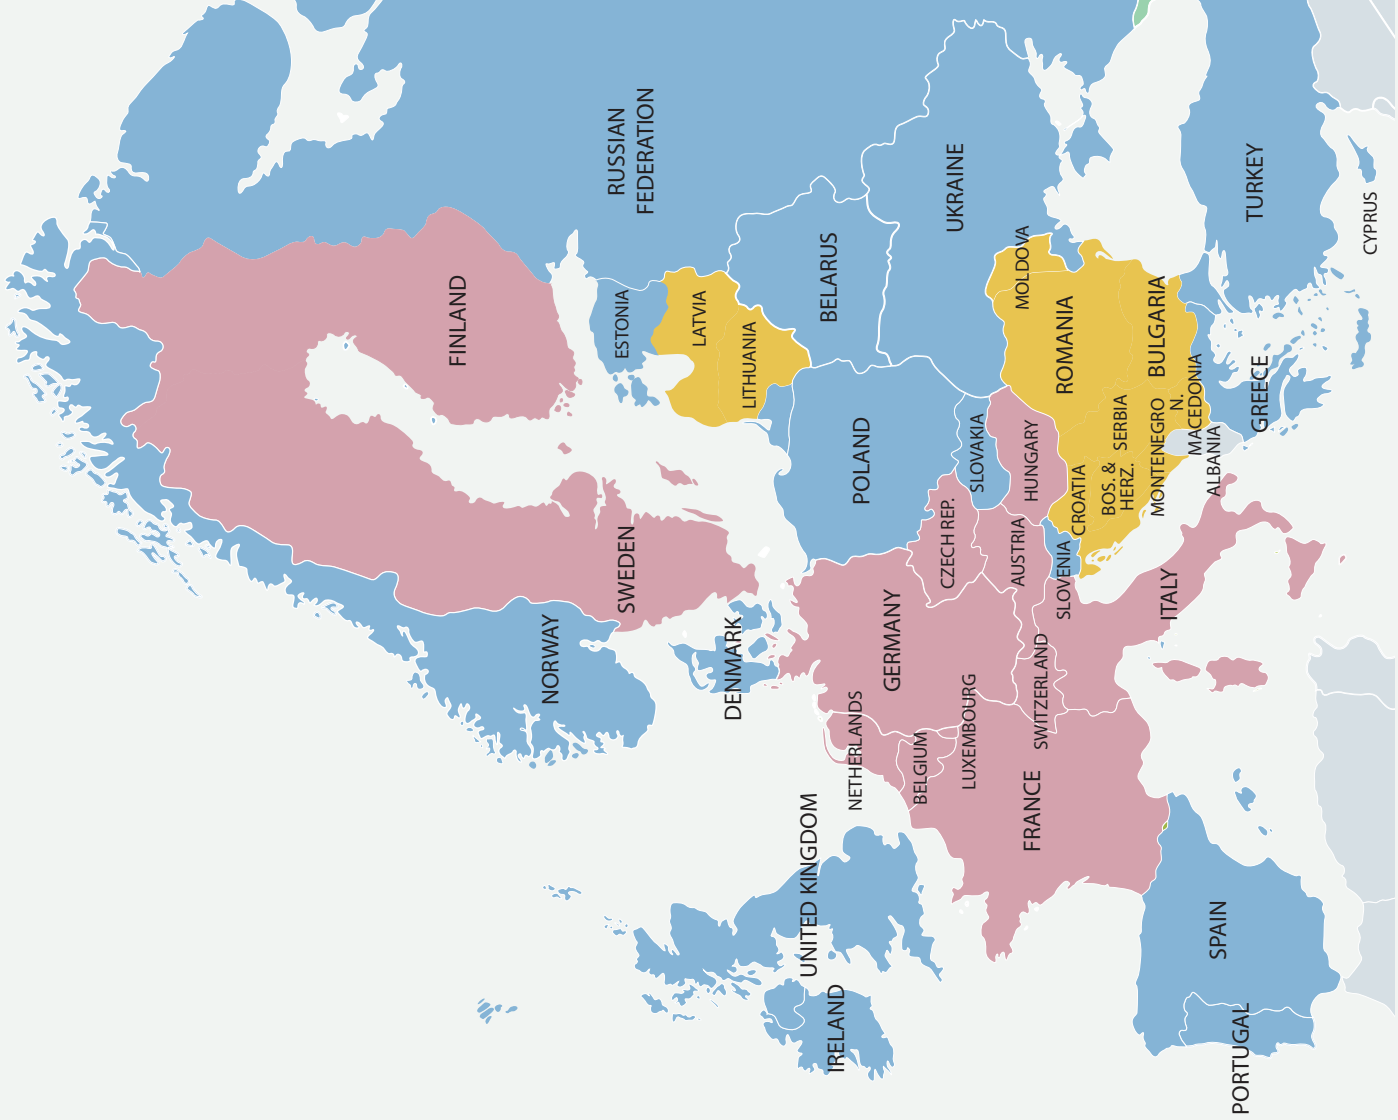 NORWAY
SWEDEN
FINLAND
RUSSIAN
FEDERATION
ESTONIA
LATVIA
LITHUANIA
DENMARK
UNITED KINGDOM
IRELAND
BELARUS
POLAND
NETHERLANDS
GERMANY
BELGIUM
LUXEMBOURG
CZECH REP.
UKRAINE
SLOVAKIA
AUSTRIA
HUNGARY
MOLDOVA
FRANCE
SWITZERLAND
SLOVENIA
CROATIA
ROMANIA
BOS. &
HERZ.
SERBIA
MONTENEGRO
BULGARIA
ITALY
N.
MACEDONIA
ALBANIA
PORTUGAL
SPAIN
GREECE
TURKEY
CYPRUS